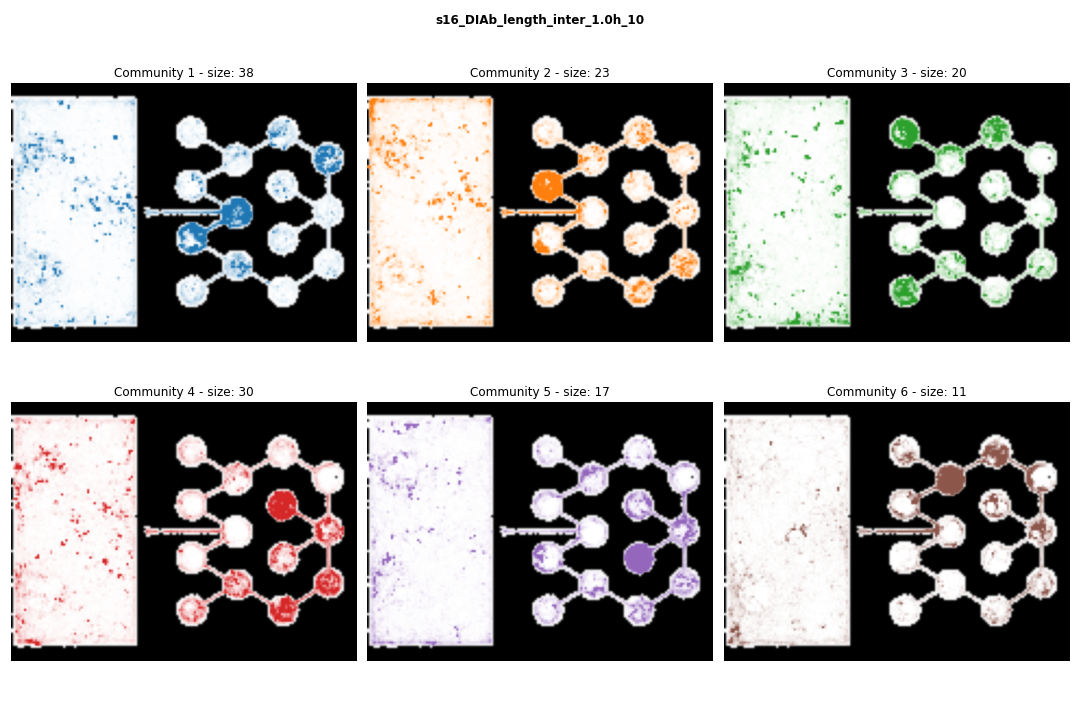 s16_DIAb_length_inter_1.0h_10
Community 1 - size: 38
Community 2 - size: 23
Community 3 - size: 20
Community 4 - size: 30
Community 5 - size: 17
Community 6 - size: 11